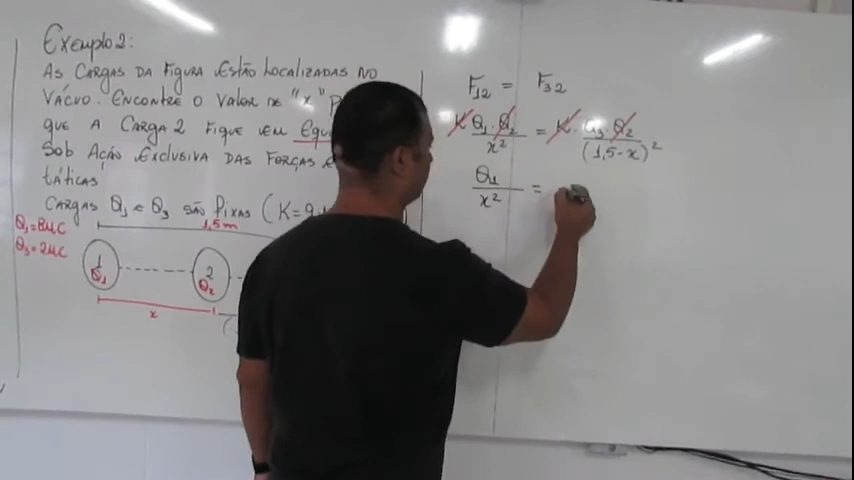 Exemplo 2:
As Cargas da Figura estão localizadas no
vácuo. Encontre o valor de "x"
que a Carga 2 fique em
Sob Ação exclusiva das Forças
táticas
Cargas Q₁ e Q₃ são fixas (K=9
Q₁=8μC
Q₃=2μC
1,5m
1
Q₁
2
Q₂
x
F₁₂ = F₃₂
K Q₁ . Q₂ / x² = K . Q₃ . Q₂ / (1,5-x)²
Q₁ / x² =